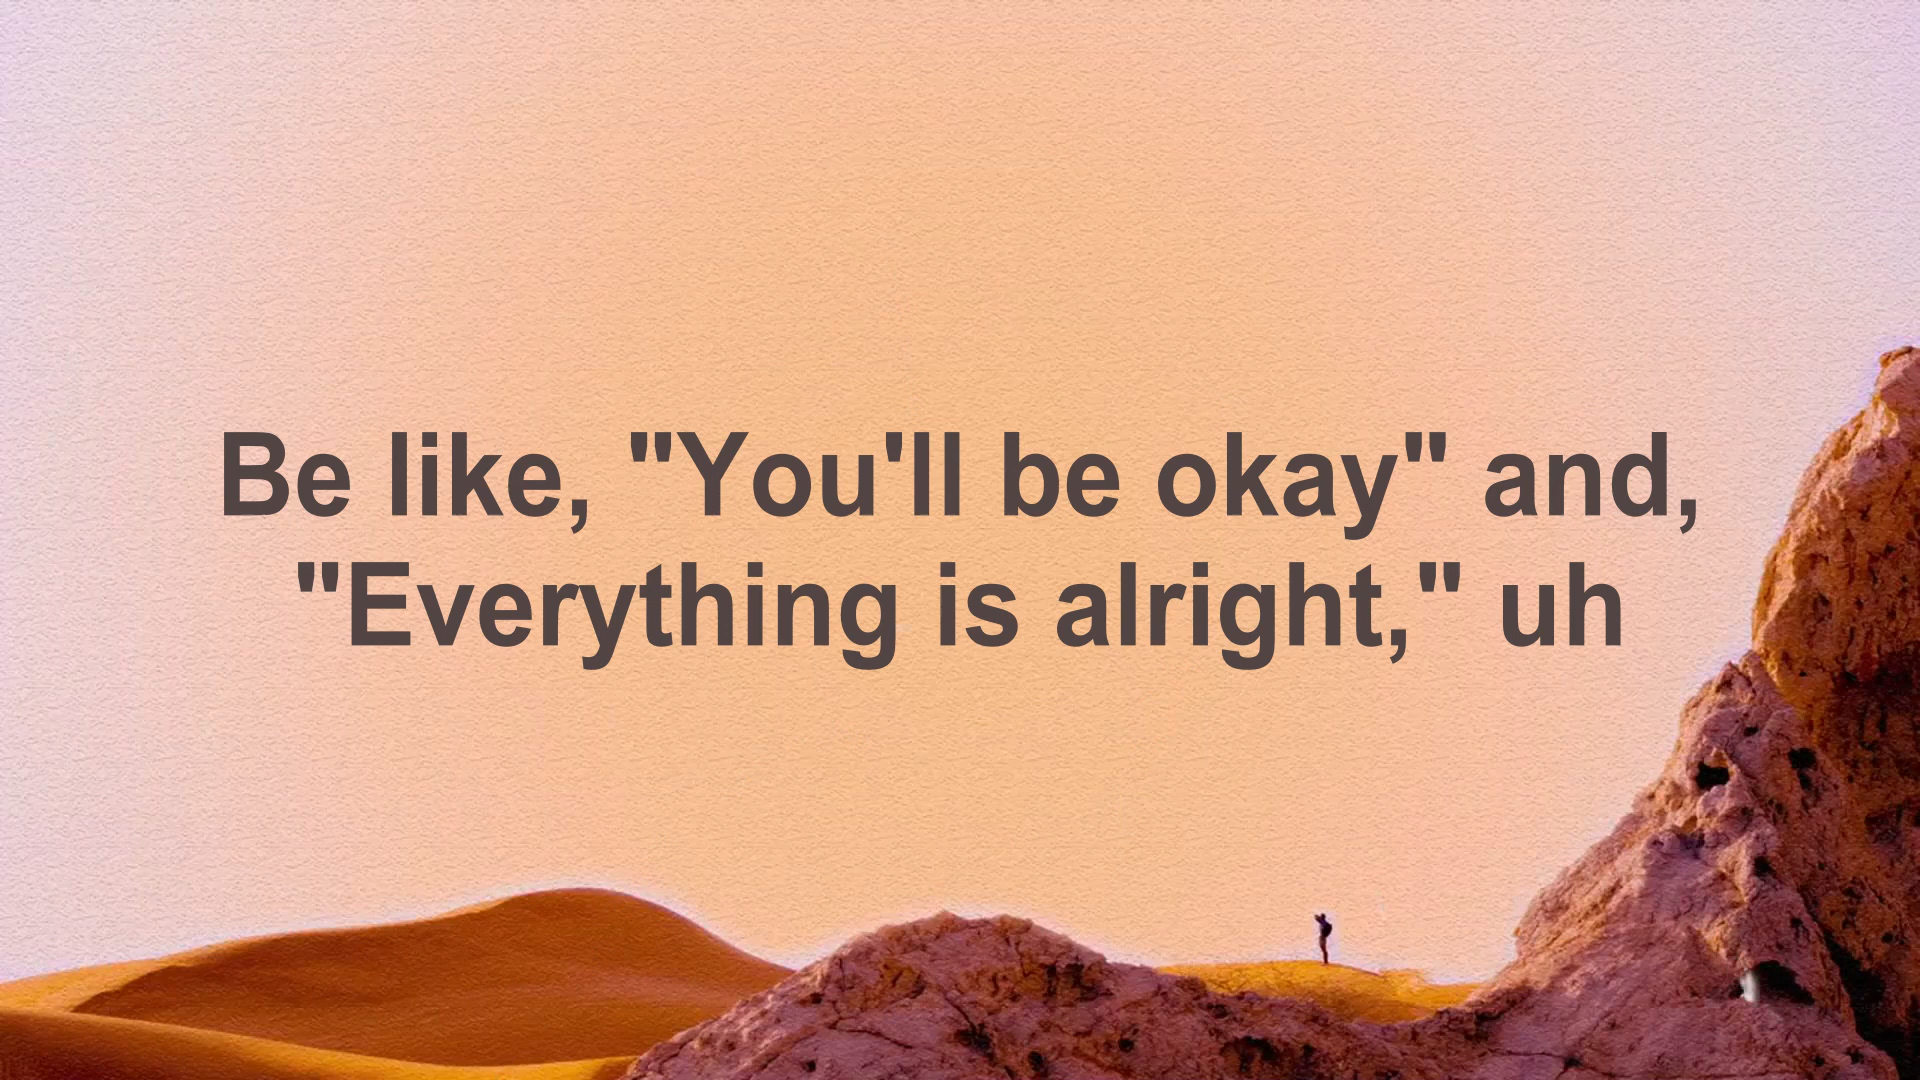 Be like, "You'll be okay" and,
"Everything is alright," uh